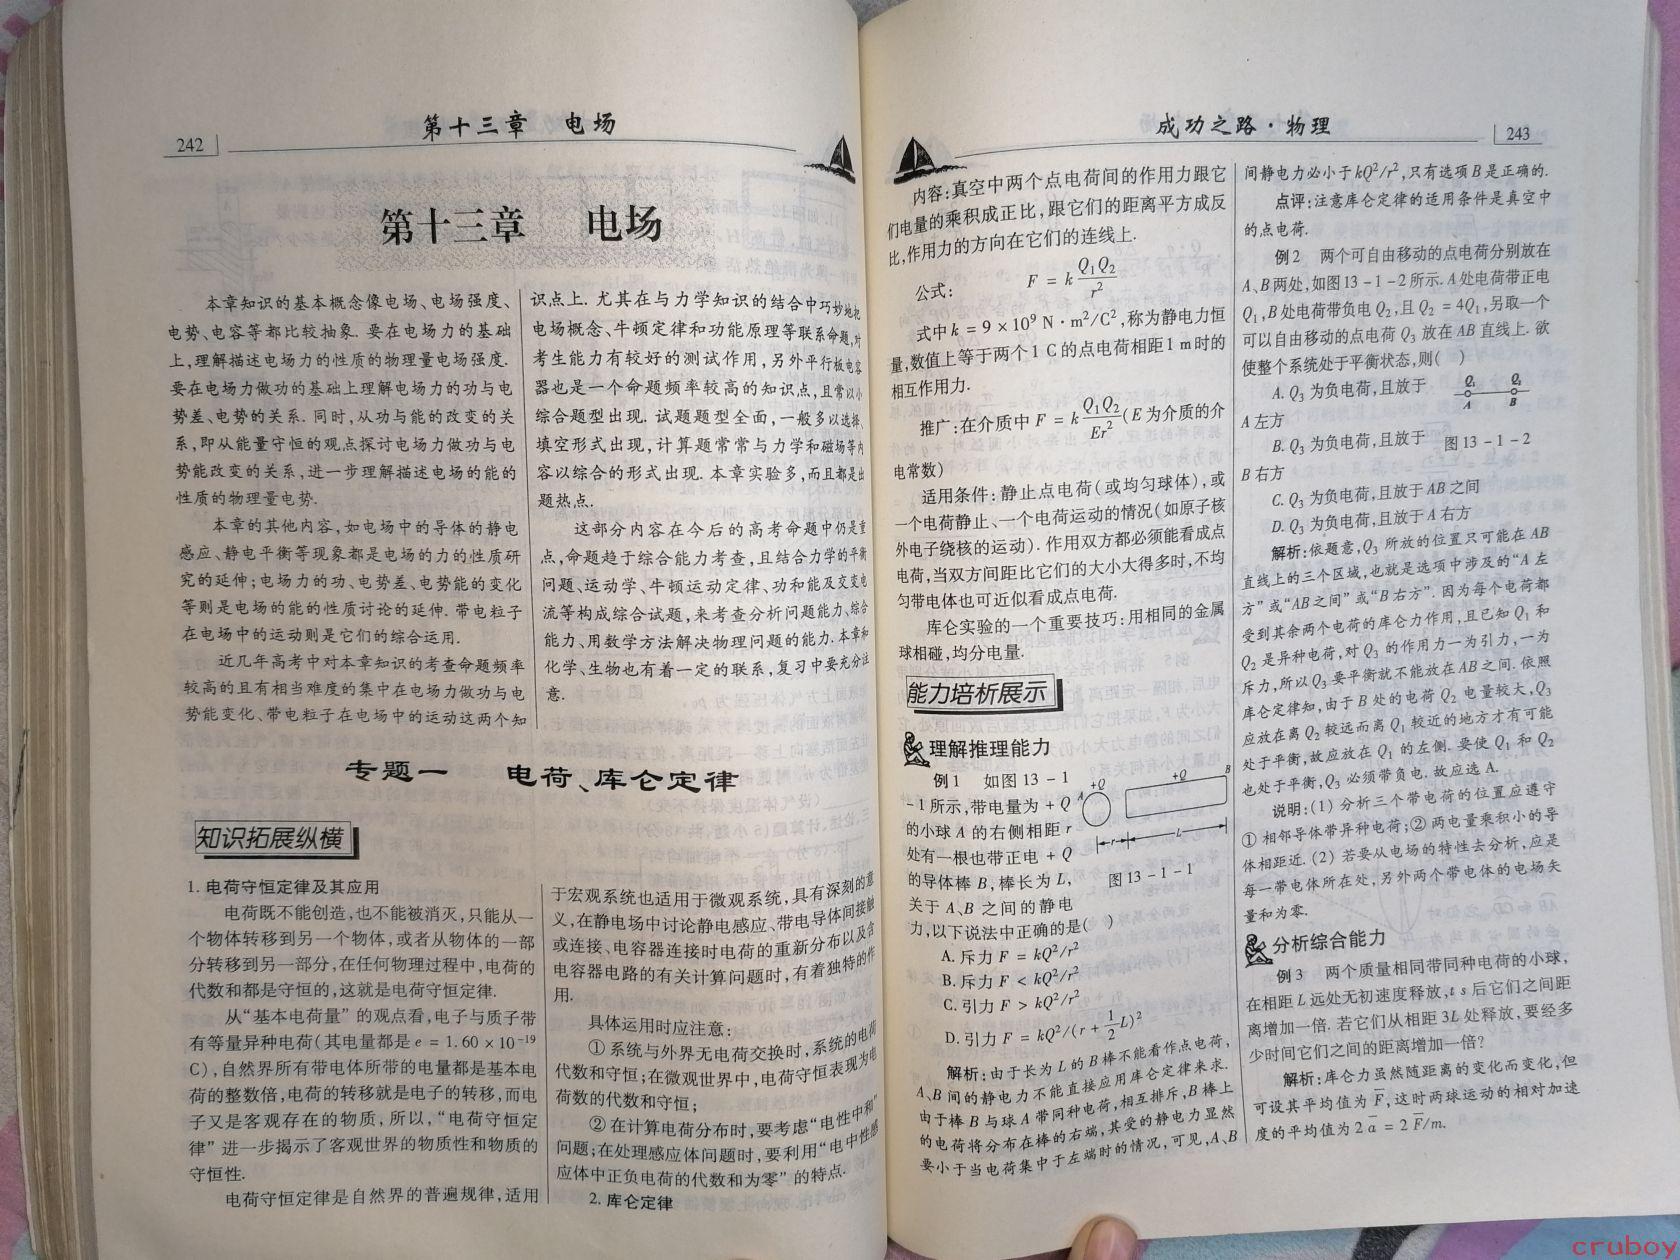 242
第十三章 电场
第十三章 电场
本章知识的基本概念像电场、电场强度、
电势、电容等都比较抽象. 要在电场力的基础
上,理解描述电场力的性质的物理量电场强度.
要在电场力做功的基础上理解电场力的功与电
势差、电势的关系. 同时,从功与能的改变的关
系,即从能量守恒的观点探讨电场力做功与电
势能改变的关系,进一步理解描述电场的能的
性质的物理量电势.
本章的其他内容,如电场中的导体的静电
感应、静电平衡等现象都是电场的力的性质研
究的延伸;电场力的功、电势差、电势能的变化
等则是电场的能的性质讨论的延伸. 带电粒子
在电场中的运动则是它们的综合运用.
近几年高考中对本章知识的考查命题频率
较高的且有相当难度的集中在电场力做功与电
势能变化、带电粒子在电场中的运动这两个知
识点上. 尤其在与力学知识的结合中巧妙地把
电场概念、牛顿定律和功能原理等联系命题,对
考生能力有较好的测试作用,另外平行板电容
器也是一个命题频率较高的知识点,且常以小
综合题型出现. 试题题型全面,一般多以选择、
填空形式出现,计算题常常与力学和磁场等内
容以综合的形式出现. 本章实验多,而且都是出
题热点.
这部分内容在今后的高考命题中仍是重
点,命题趋于综合能力考查,且结合力学的平衡
问题、运动学、牛顿运动定律、功和能及交变电
流等构成综合试题,来考查分析问题能力、综合
能力、用数学方法解决物理问题的能力. 本章和
化学、生物也有着一定的联系,复习中要充分注
意.
专题一 电荷、库仑定律
知识拓展纵横
1. 电荷守恒定律及其应用
电荷既不能创造,也不能被消灭,只能从一
个物体转移到另一个物体,或者从物体的一部
分转移到另一部分,在任何物理过程中,电荷的
代数和都是守恒的,这就是电荷守恒定律.
从“基本电荷量” 的观点看,电子与质子带
有等量异种电荷(其电量都是 e = 1.60 × 10⁻¹⁹
C),自然界所有带电体所带的电量都是基本电
荷的整数倍,电荷的转移就是电子的转移,而电
子又是客观存在的物质,所以,“电荷守恒定
律” 进一步揭示了客观世界的物质性和物质的
守恒性.
电荷守恒定律是自然界的普遍规律,适用
于宏观系统也适用于微观系统,具有深刻的意
义,在静电场中讨论静电感应、带电导体间接触
或连接、电容器连接时电荷的重新分布以及含
电容器电路的有关计算问题时,有着独特的作
用.
具体运用时应注意:
① 系统与外界无电荷交换时,系统的电荷
代数和守恒;在微观世界中,电荷守恒表现为电
荷数的代数和守恒;
② 在计算电荷分布时,要考虑“电性中和”
问题;在处理感应体问题时,要利用“电中性感
应体中正负电荷的代数和为零” 的特点.
2. 库仑定律
成功之路·物理
243
内容:真空中两个点电荷间的作用力跟它
们电量的乘积成正比,跟它们的距离平方成反
比,作用力的方向在它们的连线上.
公式: F = k Q₁Q₂/r²
式中 k = 9 × 10⁹ N · m²/C²,称为静电力恒
量,数值上等于两个 1 C 的点电荷相距 1 m 时的
相互作用力.
推广:在介质中 F = k Q₁Q₂/Er² (E 为介质的介
电常数)
适用条件: 静止点电荷(或均匀球体),或
一个电荷静止、一个电荷运动的情况(如原子核
外电子绕核的运动). 作用双方都必须能看成点
电荷,当双方间距比它们的大小大得多时,不均
匀带电体也可近似看成点电荷.
库仑实验的一个重要技巧:用相同的金属
球相碰,均分电量.
能力培析展示
理解推理能力
例 1 如图 13 - 1
- 1 所示,带电量为 + Q
的小球 A 的右侧相距 r
处有一根也带正电 + Q
的导体棒 B,棒长为 L,
关于 A、B 之间的静电
力,以下说法中正确的是( )
+Q
A
+Q
B
r
L
图 13 - 1 - 1
A. 斥力 F = kQ²/r²
B. 斥力 F < kQ²/r²
C. 引力 F > kQ²/r²
D. 引力 F = kQ²/(r + 1/2 L)²
解析:由于长为 L 的 B 棒不能看作点电荷,
A、B 间的静电力不能直接应用库仑定律来求.
由于棒 B 与球 A 带同种电荷,相互排斥,B 棒上
的电荷将分布在棒的右端,其受的静电力显然
要小于当电荷集中于左端时的情况,可见,A、B
间静电力必小于 kQ²/r²,只有选项 B 是正确的.
点评:注意库仑定律的适用条件是真空中
的点电荷.
例 2 两个可自由移动的点电荷分别放在
A、B 两处,如图 13 - 1 - 2 所示. A 处电荷带正电
Q₁,B 处电荷带负电 Q₂,且 Q₂ = 4Q₁,另取一个
可以自由移动的点电荷 Q₃ 放在 AB 直线上. 欲
使整个系统处于平衡状态,则( )
A. Q₃ 为负电荷,且放于
A 左方
B. Q₃ 为负电荷,且放于
B 右方
Q₁ Q₂
A B
图 13 - 1 - 2
C. Q₃ 为负电荷,且放于 AB 之间
D. Q₃ 为负电荷,且放于 A 右方
解析:依题意,Q₃ 所放的位置只可能在 AB
直线上的三个区域,也就是选项中涉及的“A 左
方” 或“AB 之间” 或“B 右方”. 因为每个电荷都
受到其余两个电荷的库仑力作用,且已知 Q₁ 和
Q₂ 是异种电荷,对 Q₃ 的作用力一为引力,一为
斥力,所以 Q₃ 要平衡就不能放在 AB 之间. 依照
库仑定律知,由于 B 处的电荷 Q₂ 电量较大,Q₃
应放在离 Q₂ 较远而离 Q₁ 较近的地方才有可能
处于平衡,故应放在 Q₁ 的左侧. 要使 Q₁ 和 Q₂
也处于平衡,Q₃ 必须带负电. 故应选 A.
说明:(1) 分析三个带电荷的位置应遵守
① 相邻导体带异种电荷;② 两电量乘积小的导
体相距近. (2) 若要从电场的特性去分析,应是
每一带电体所在处,另外两个带电体的电场矢
量和为零.
分析综合能力
例 3 两个质量相同带同种电荷的小球,
在相距 L 远处无初速度释放,t s 后它们之间距
离增加一倍. 若它们从相距 3L 处释放,要经多
少时间它们之间的距离增加一倍?
解析:库仑力虽然随距离的变化而变化,但
可设其平均值为 F̄,这时两球运动的相对加速
度的平均值为 2 ā = 2 F̄/m.
cruboy